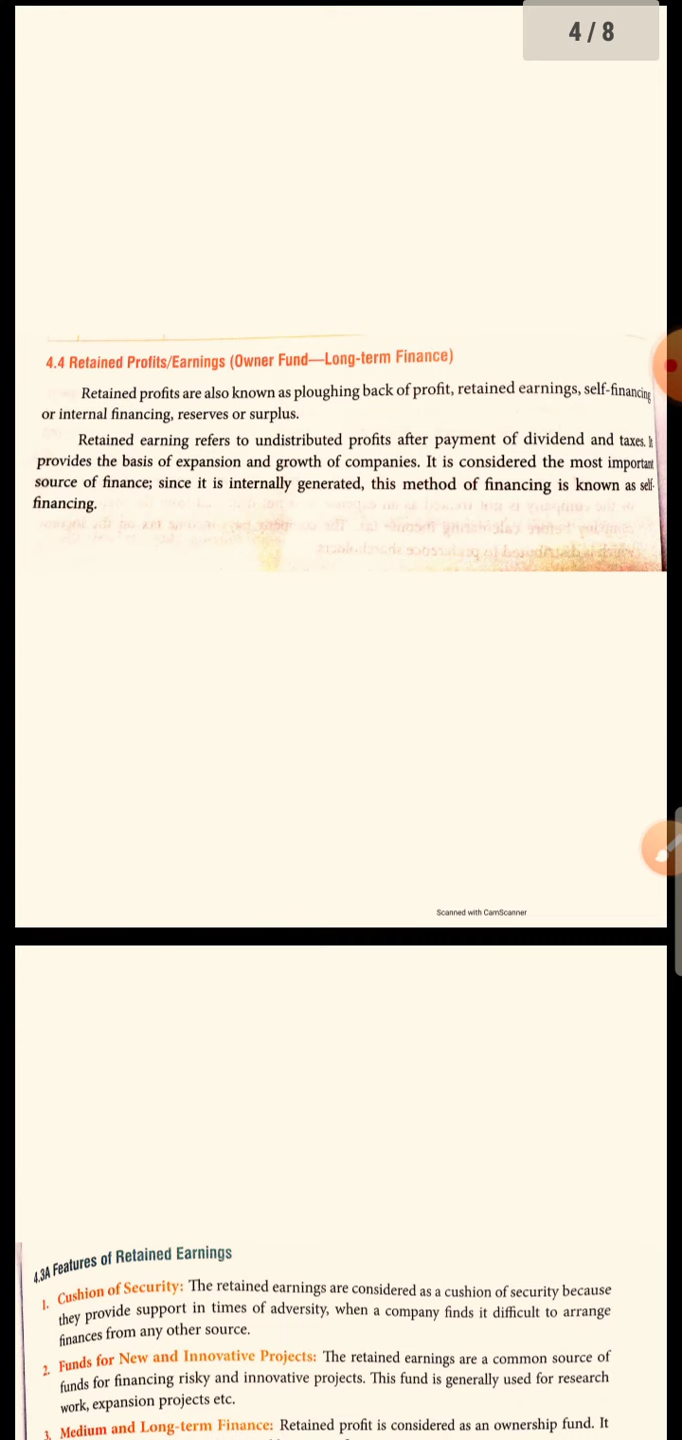 4 / 8
4.4 Retained Profits/Earnings (Owner Fund—Long-term Finance)
Retained profits are also known as ploughing back of profit, retained earnings, self-financing
or internal financing, reserves or surplus.
Retained earning refers to undistributed profits after payment of dividend and taxes. It
provides the basis of expansion and growth of companies. It is considered the most important
source of finance; since it is internally generated, this method of financing is known as self-
financing.
Scanned with CamScanner
4.3A Features of Retained Earnings
1. Cushion of Security: The retained earnings are considered as a cushion of security because
they provide support in times of adversity, when a company finds it difficult to arrange
finances from any other source.
2. Funds for New and Innovative Projects: The retained earnings are a common source of
funds for financing risky and innovative projects. This fund is generally used for research
work, expansion projects etc.
3. Medium and Long-term Finance: Retained profit is considered as an ownership fund. It